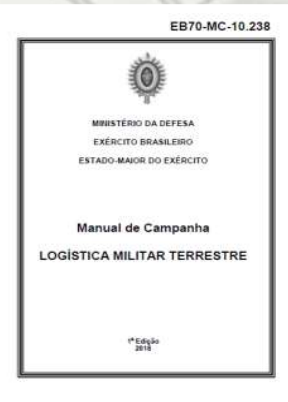 EB70-MC-10.238
MINISTÉRIO DA DEFESA
EXÉRCITO BRASILEIRO
ESTADO-MAIOR DO EXÉRCITO
Manual de Campanha
LOGÍSTICA MILITAR TERRESTRE
1ª Edição
2018